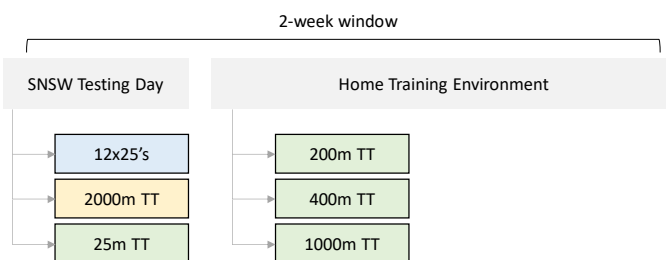 2-week window
SNSW Testing Day
Home Training Environment
12x25's
2000m TT
25m TT
200m TT
400m TT
1000m TT